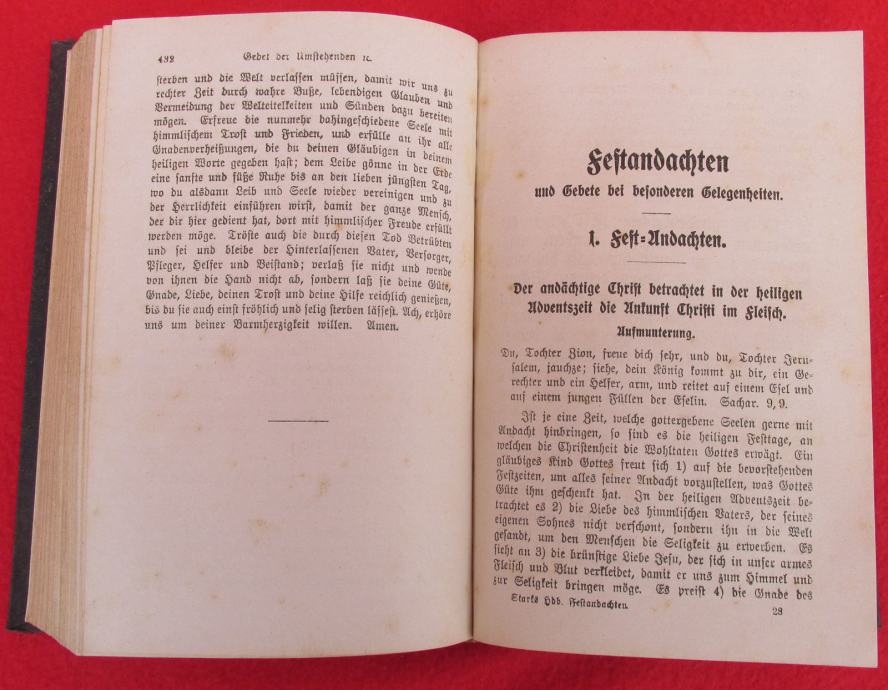 432 Gebet der Umstehenden ꝛc.
sterben und die Welt verlassen müssen, damit wir uns zu
rechter Zeit durch wahre Buße, lebendigen Glauben und
Vermeidung der Welteitelkeiten und Sünden dazu bereiten
mögen. Erfreue die nunmehr dahingeschiedene Seele mit
himmlischem Trost und Frieden, und erfülle an ihr alle
Gnadenverheißungen, die du deinen Gläubigen in deinem
heiligen Worte gegeben hast; dem Leibe gönne in der Erde
eine sanfte und süße Ruhe bis an den lieben jüngsten Tag,
wo du alsdann Leib und Seele wieder vereinigen und zu
der Herrlichkeit einführen wirst, damit der ganze Mensch,
der dir hier gedient hat, dort mit himmlischer Freude erfüllt
werden möge. Tröste auch die durch diesen Tod Betrübten
und sei und bleibe der Hinterlassenen Vater, Versorger,
Pfleger, Helfer und Beistand; verlaß sie nicht und wende
von ihnen die Hand nicht ab, sondern laß sie deine Güte,
Gnade, Liebe, deinen Trost und deine Hilfe reichlich genießen,
bis du sie auch einst fröhlich und selig sterben lässest. Ach, erhöre
uns um deiner Barmherzigkeit willen. Amen.
Festandachten
und Gebete bei besonderen Gelegenheiten.
1. Fest-Andachten.
Der andächtige Christ betrachtet in der heiligen
Adventszeit die Ankunft Christi im Fleisch.
Aufmunterung.
Du, Tochter Zion, freue dich sehr, und du, Tochter Jeru-
salem, jauchze; siehe, dein König kommt zu dir, ein Ge-
rechter und ein Helfer, arm, und reitet auf einem Esel und
auf einem jungen Füllen der Eselin. Sachar. 9, 9.
Ist je eine Zeit, welche gottergebene Seelen gerne mit
Andacht hinbringen, so sind es die heiligen Festtage, an
welchen die Christenheit die Wohltaten Gottes erwägt. Ein
gläubiges Kind Gottes freut sich 1) auf die bevorstehenden
Festzeiten, um alles seiner Andacht vorzustellen, was Gottes
Güte ihm geschenkt hat. In der heiligen Adventszeit be-
trachtet es 2) die Liebe des himmlischen Vaters, der seines
eigenen Sohnes nicht verschont, sondern ihn in die Welt
gesandt, um den Menschen die Seligkeit zu erwerben. Es
sieht an 3) die brünstige Liebe Jesu, der sich in unser armes
Fleisch und Blut verkleidet, damit er uns zum Himmel und
zur Seligkeit bringen möge. Es preist 4) die Gnade des
Starks Hdb. Festandachten. 28